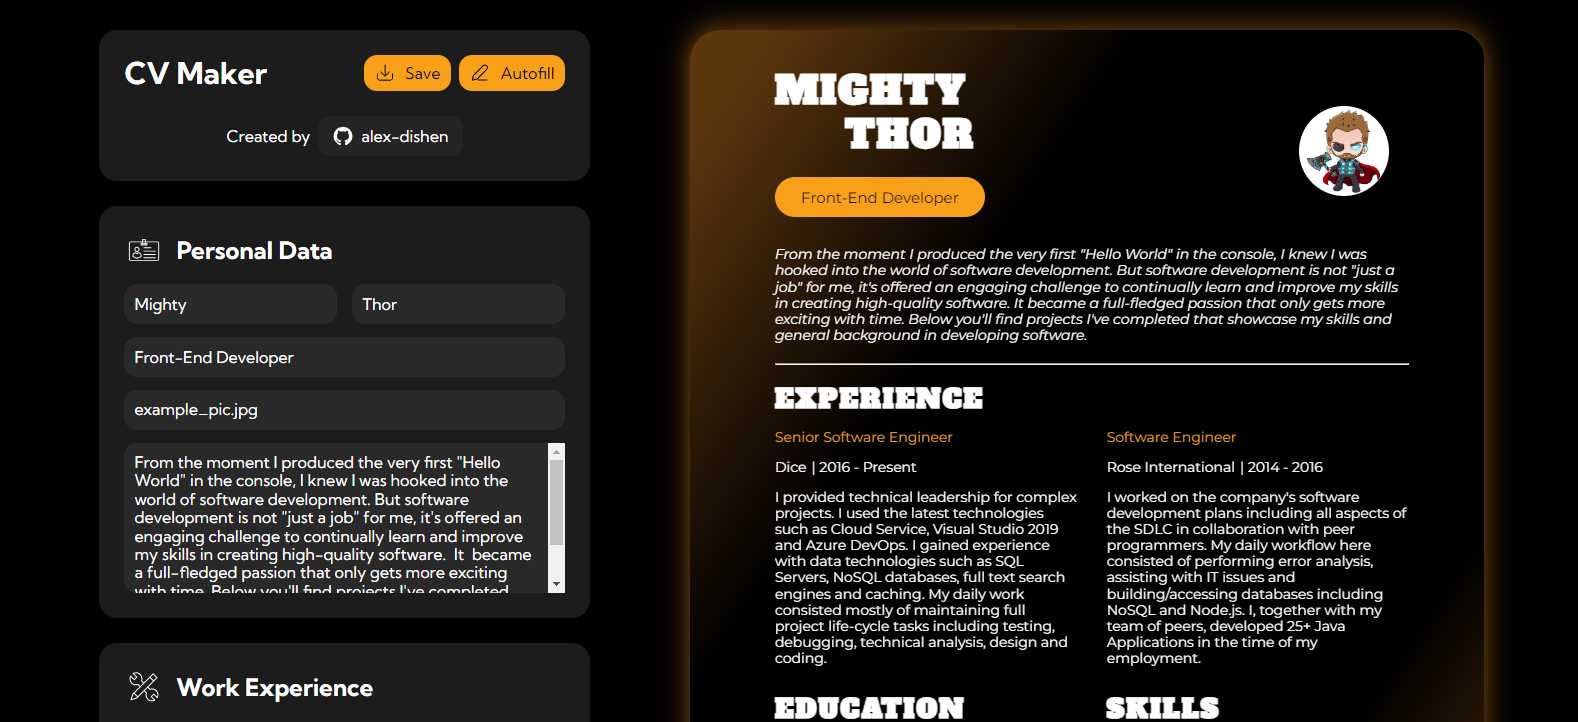 CV Maker
Save
Autofill
Created by
alex-dishen
Personal Data
Mighty
Thor
Front-End Developer
example_pic.jpg
From the moment I produced the very first "Hello
World" in the console, I knew I was hooked into the
world of software development. But software
development is not "just a job" for me, it's offered an
engaging challenge to continually learn and improve
my skills in creating high-quality software. It became
a full-fledged passion that only gets more exciting
with time. Below you'll find projects I've completed
Work Experience
MIGHTY
THOR
Front-End Developer
From the moment I produced the very first "Hello World" in the console, I knew I was
hooked into the world of software development. But software development is not "just a
job" for me, it's offered an engaging challenge to continually learn and improve my skills
in creating high-quality software. It became a full-fledged passion that only gets more
exciting with time. Below you'll find projects I've completed that showcase my skills and
general background in developing software.
EXPERIENCE
Senior Software Engineer
Dice | 2016 - Present
I provided technical leadership for complex
projects. I used the latest technologies
such as Cloud Service, Visual Studio 2019
and Azure DevOps. I gained experience
with data technologies such as SQL
Servers, NoSQL databases, full text search
engines and caching. My daily work
consisted mostly of maintaining full
project life-cycle tasks including testing,
debugging, technical analysis, design and
coding.
Software Engineer
Rose International | 2014 - 2016
I worked on the company's software
development plans including all aspects of
the SDLC in collaboration with peer
programmers. My daily workflow here
consisted of performing error analysis,
assisting with IT issues and
building/accessing databases including
NoSQL and Node.js. I, together with my
team of peers, developed 25+ Java
Applications in the time of my
employment.
EDUCATION
SKILLS